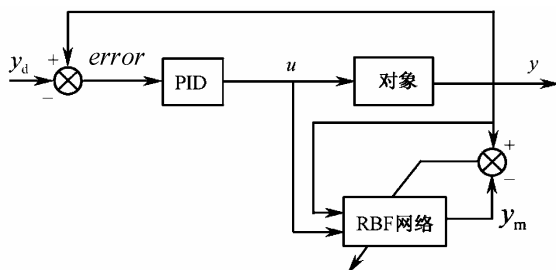 +
error
y_d
−
PID
u
对象
y
+
−
RBF网络
y_m